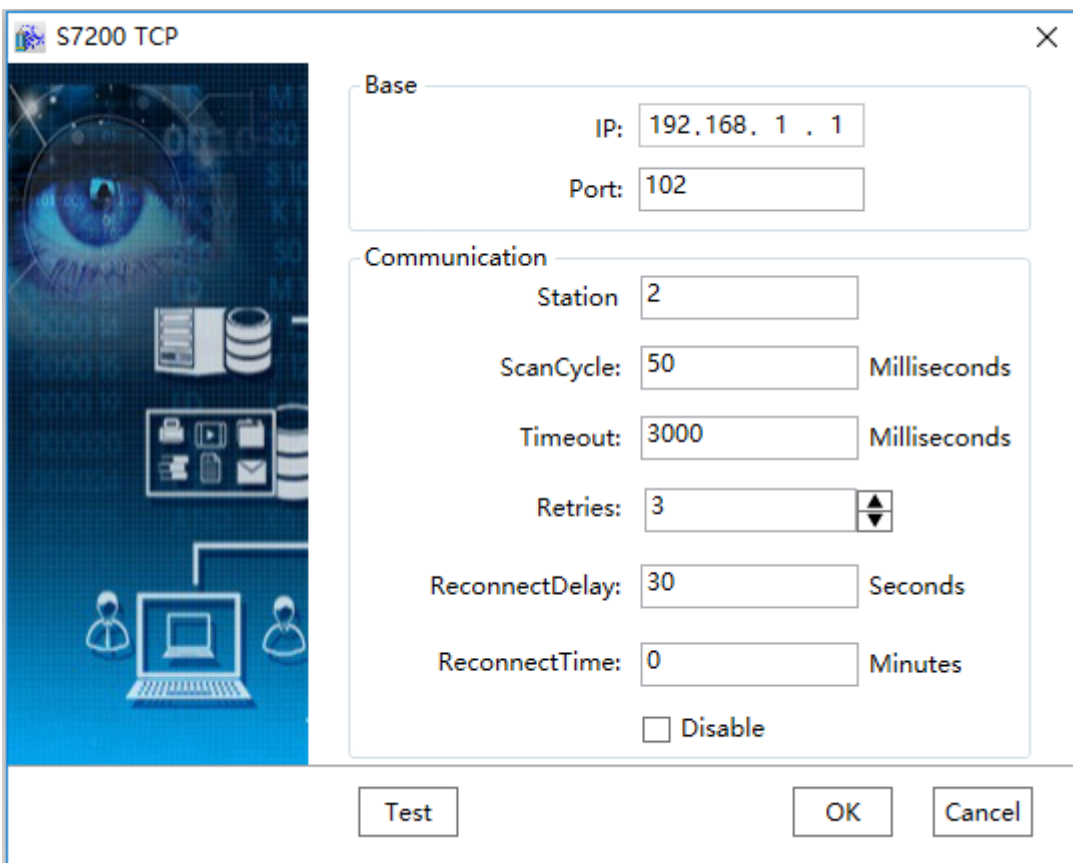 S7200 TCP
Base
IP: 192.168. 1 . 1
Port: 102
Communication
Station 2
ScanCycle: 50 Milliseconds
Timeout: 3000 Milliseconds
Retries: 3
ReconnectDelay: 30 Seconds
ReconnectTime: 0 Minutes
Disable
Test OK Cancel